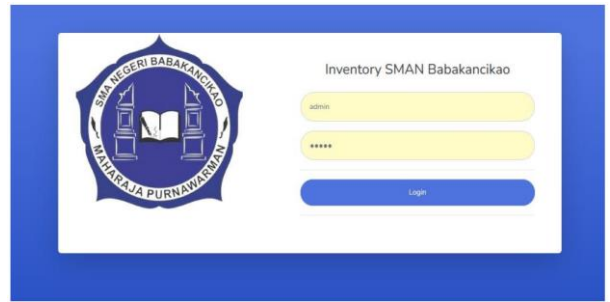 SMA NEGERI BABAKANCIKAO
MAHARAJA PURNAWARMAN
Inventory SMAN Babakancikao
admin
•••••
Login